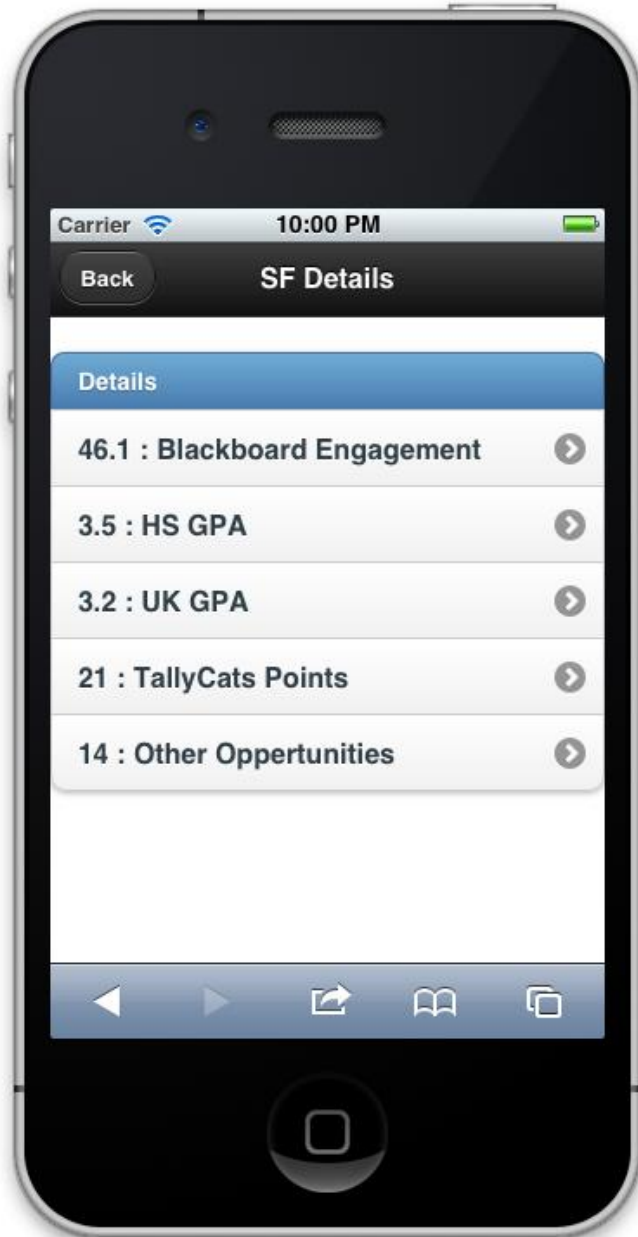 Carrier 10:00 PM
Back SF Details
Details
46.1 : Blackboard Engagement
3.5 : HS GPA
3.2 : UK GPA
21 : TallyCats Points
14 : Other Oppertunities